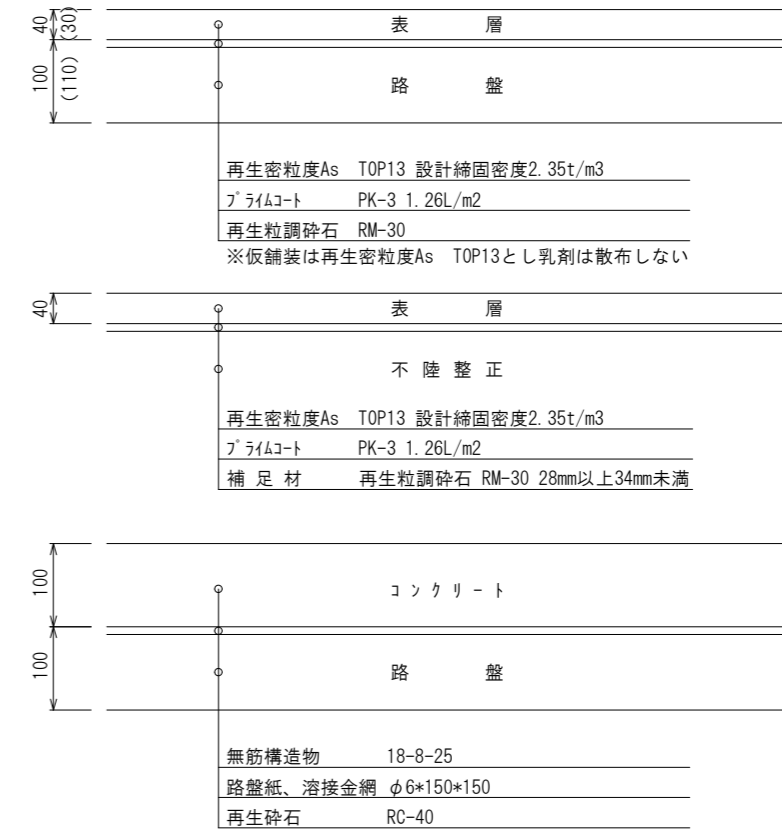 40
(30)
表 層
100
(110)
路 盤
再生密粒度As TOP13 設計締固密度2.35t/m3
ﾌﾟﾗｲﾑｺｰﾄ PK-3 1.26L/m2
再生粒調砕石 RM-30
※仮舗装は再生密粒度As TOP13とし乳剤は散布しない
40
表 層
不 陸 整 正
再生密粒度As TOP13 設計締固密度2.35t/m3
ﾌﾟﾗｲﾑｺｰﾄ PK-3 1.26L/m2
補 足 材 再生粒調砕石 RM-30 28mm以上34mm未満
100
ｺ ﾝ ｸ ﾘ ｰ ﾄ
100
路 盤
無筋構造物 18-8-25
路盤紙、溶接金網 φ6*150*150
再生砕石 RC-40